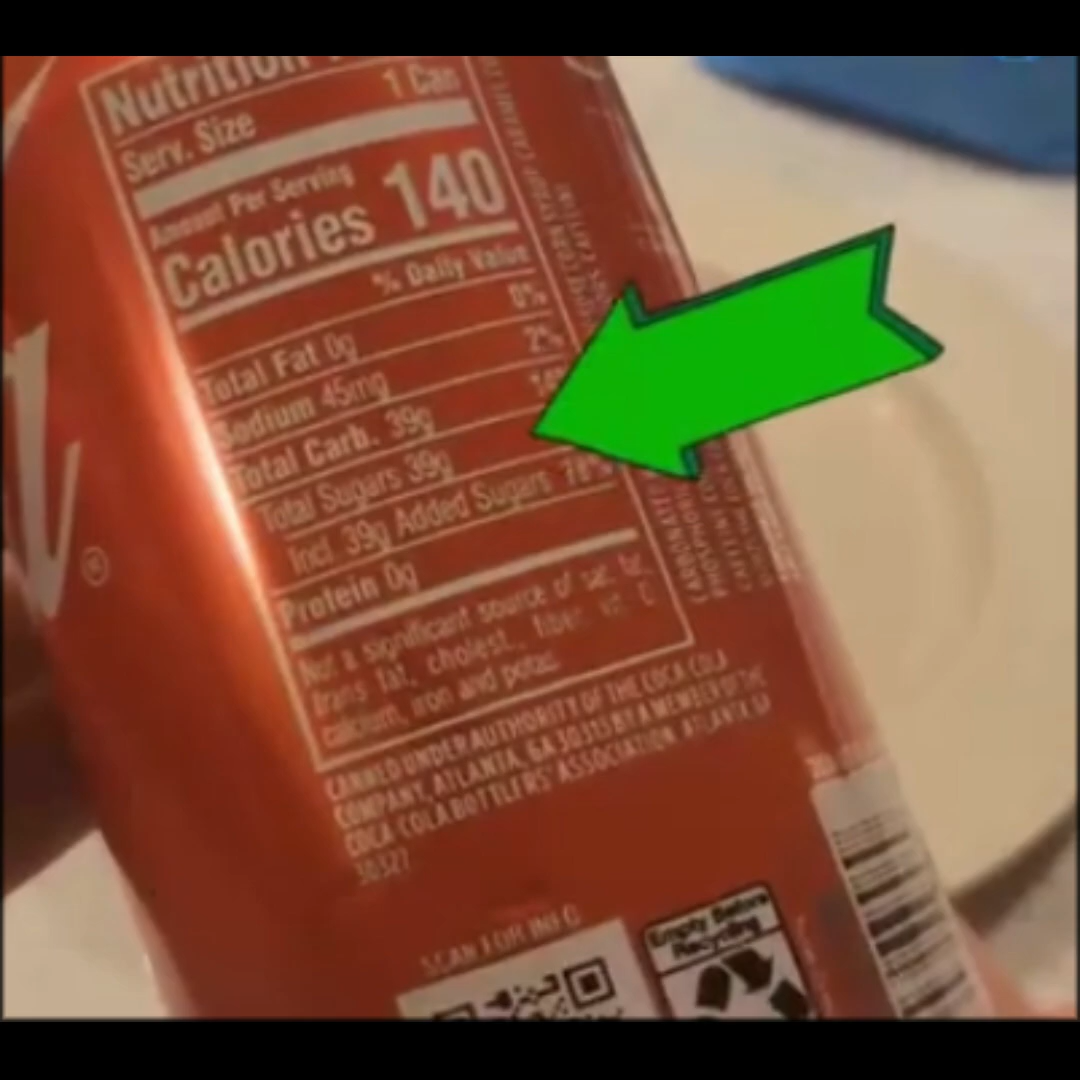 Nutrition
Serv. Size 1 Can
Amount Per Serving
Calories 140
% Daily Value
Total Fat 0g 0%
Sodium 45mg 2%
Total Carb. 39g
Total Sugars 39g
Incl. 39g Added Sugars 78%
Protein 0g
Not a significant source of sat. fat,
trans fat, cholest., fiber, vit. D,
calcium, iron and potas.
CANNED UNDER AUTHORITY OF THE COCA COLA
COMPANY, ATLANTA, GA 30313 BY A MEMBER OF THE
COCA COLA BOTTLERS' ASSOCIATION ATLANTA, GA
30327
SCAN FOR INFO
Empty Before
Recycling
®